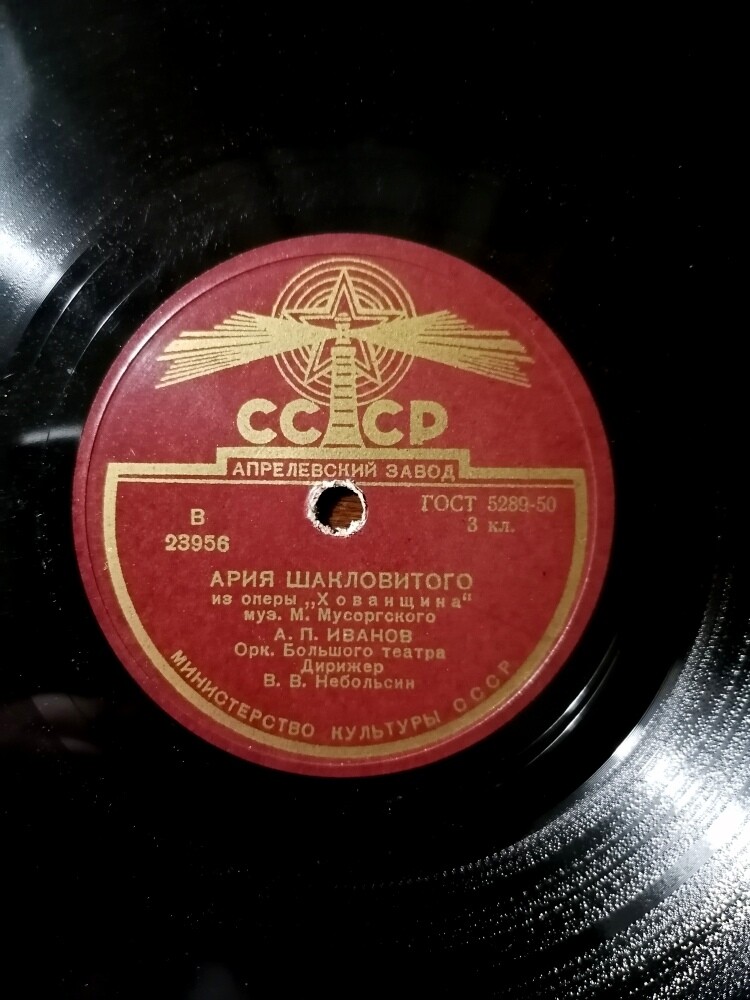 СССР
АПРЕЛЕВСКИЙ ЗАВОД
В
23956
ГОСТ 5289-50
3 кл.
АРИЯ ШАКЛОВИТОГО
из оперы „Хованщина"
муз. М. Мусоргского
А. П. ИВАНОВ
Орк. Большого театра
Дирижер
В. В. Небольсин
МИНИСТЕРСТВО КУЛЬТУРЫ СССР